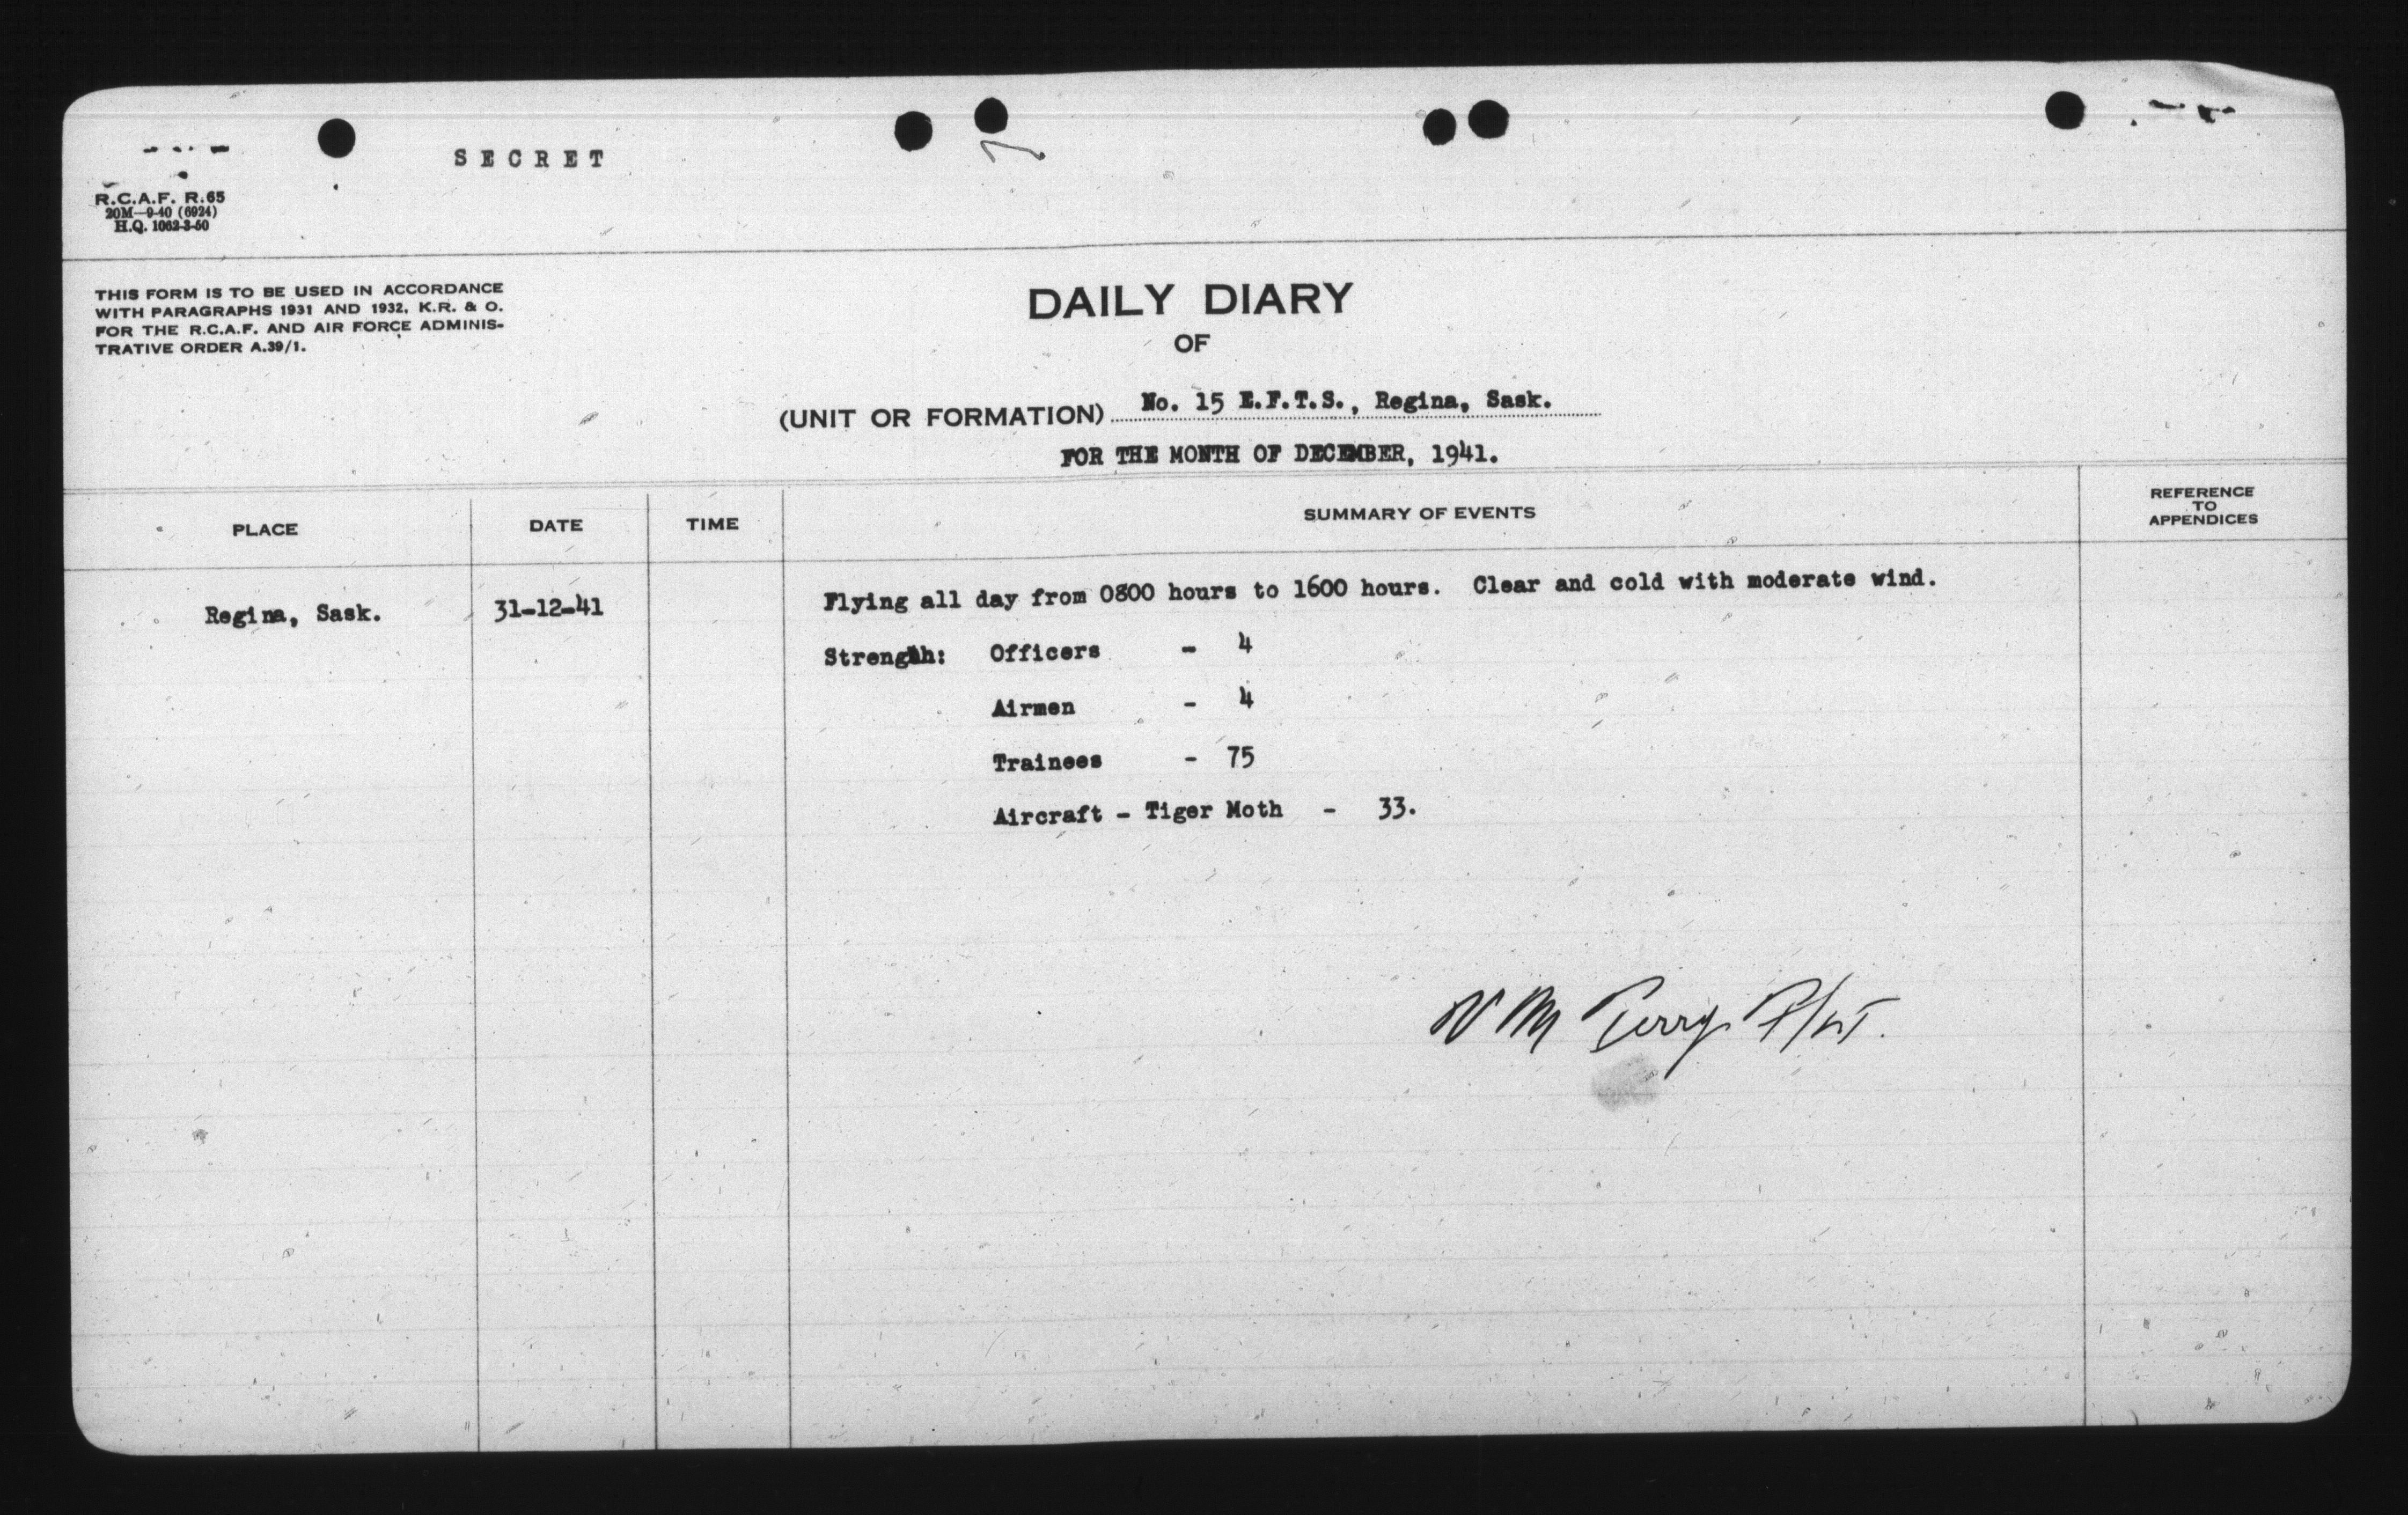 SECRET
R.C.A.F. R.65
20M—9-40 (6924)
H.Q. 1062-3-50
THIS FORM IS TO BE USED IN ACCORDANCE
WITH PARAGRAPHS 1931 AND 1932, K.R. & O.
FOR THE R.C.A.F. AND AIR FORCE ADMINIS-
TRATIVE ORDER A.39/1.
DAILY DIARY
OF
(UNIT OR FORMATION) No. 15 E.F.T.S., Regina, Sask.
FOR THE MONTH OF DECEMBER, 1941.
PLACE DATE TIME SUMMARY OF EVENTS REFERENCE TO APPENDICES
Regina, Sask. 31-12-41 Flying all day from 0800 hours to 1600 hours. Clear and cold with moderate wind.
Strength: Officers - 4
Airmen - 4
Trainees - 75
Aircraft - Tiger Moth - 33.
Terry F/Lt.